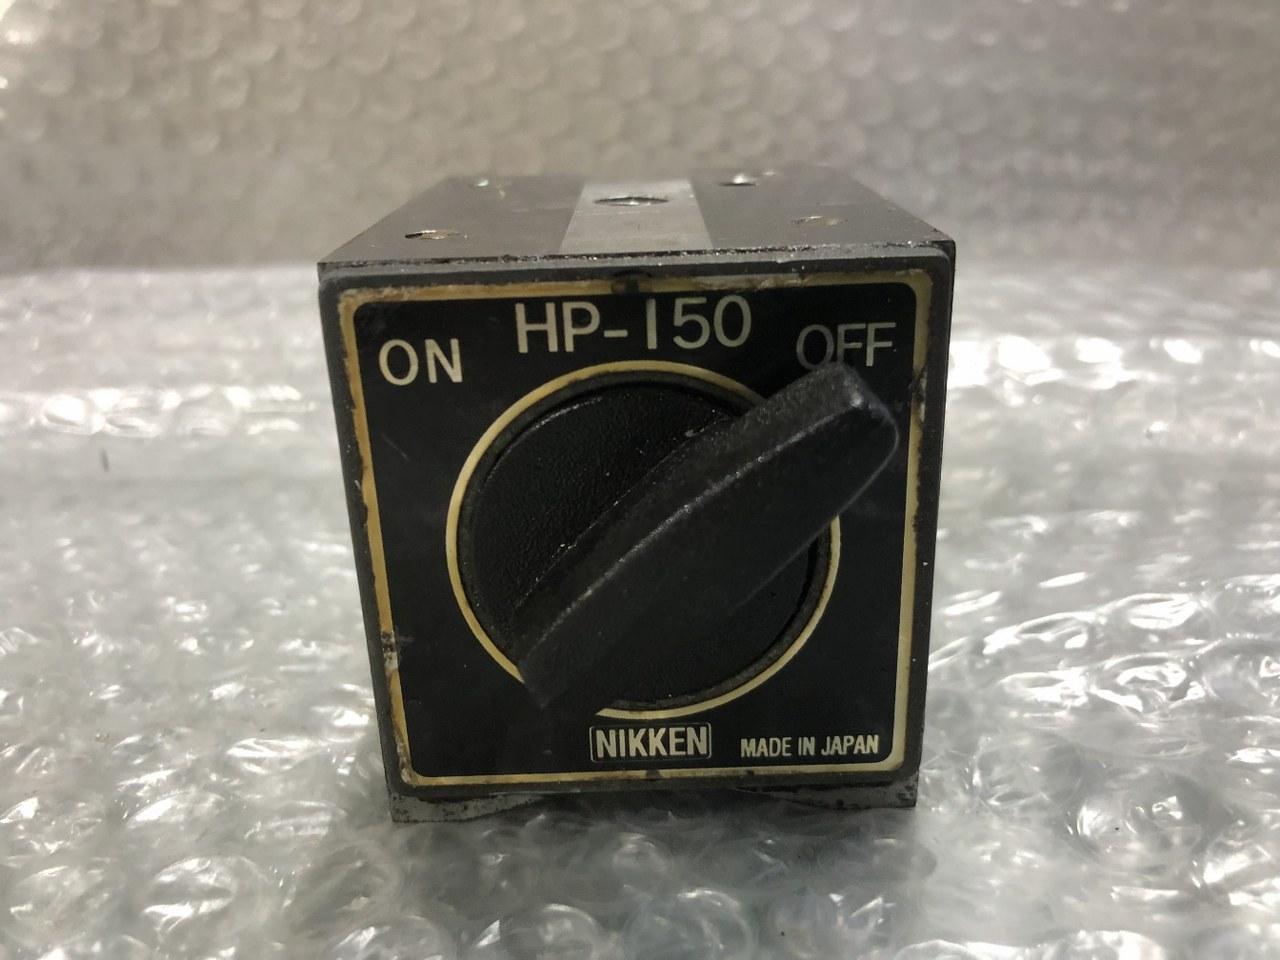 HP-150
ON
OFF
NIKKEN
MADE IN JAPAN